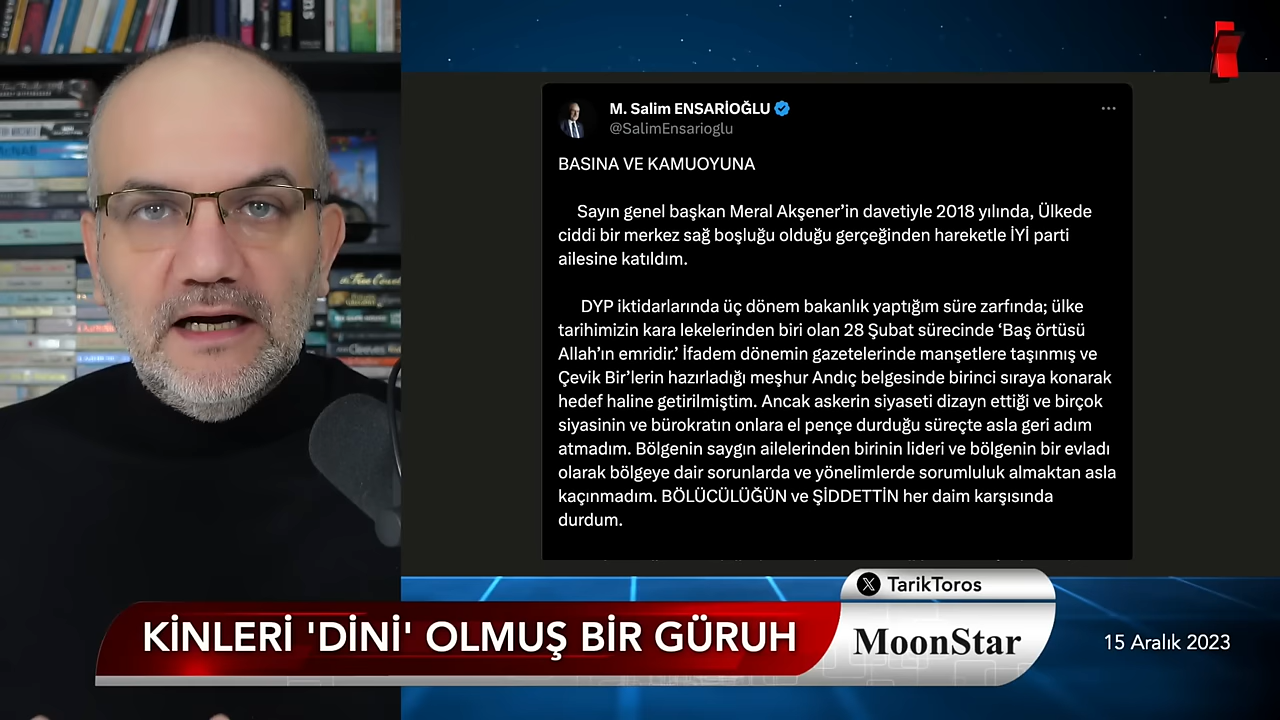 M. Salim ENSARİOĞLU
@SalimEnsarioglu
BASINA VE KAMUOYUNA
Sayın genel başkan Meral Akşener’in davetiyle 2018 yılında, Ülkede
ciddi bir merkez sağ boşluğu olduğu gerçeğinden hareketle İYİ parti
ailesine katıldım.
DYP iktidarlarında üç dönem bakanlık yaptığım süre zarfında; ülke
tarihimizin kara lekelerinden biri olan 28 Şubat sürecinde ‘Baş örtüsü
Allah’ın emridir.’ İfadem dönemin gazetelerinde manşetlere taşınmış ve
Çevik Bir’lerin hazırladığı meşhur Andıç belgesinde birinci sıraya konarak
hedef haline getirilmiştim. Ancak askerin siyaseti dizayn ettiği ve birçok
siyasinin ve bürokratın onlara el pençe durduğu süreçte asla geri adım
atmadım. Bölgenin saygın ailelerinden birinin lideri ve bölgenin bir evladı
olarak bölgeye dair sorunlarda ve yönelimlerde sorumluluk almaktan asla
kaçınmadım. BÖLÜCÜLÜĞÜN ve ŞİDDETTİN her daim karşısında
durdum.
TarikToros
KİNLERİ 'DİNİ' OLMUŞ BİR GÜRUH
MoonStar
15 Aralık 2023